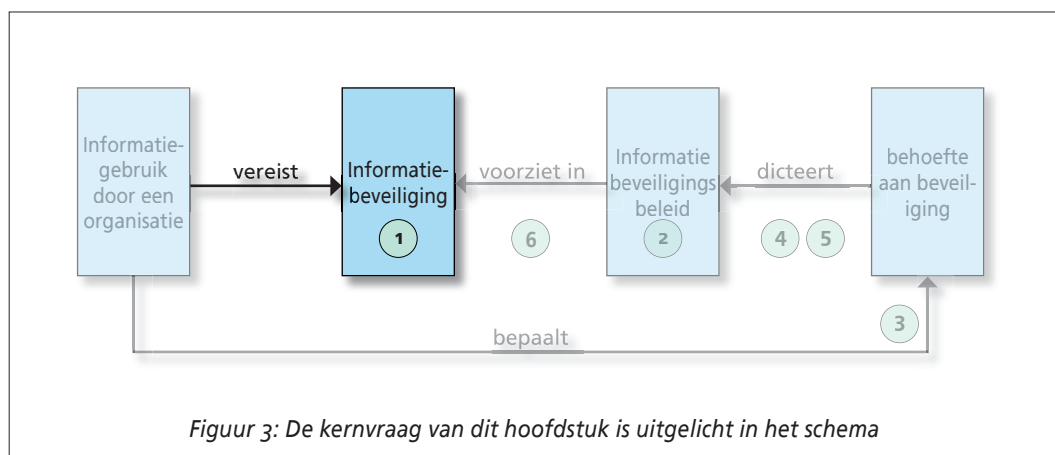 Informatie-
gebruik
door een
organisatie
vereist
Informatie-
beveiliging
1
voorziet in
6
Informatie
beveiligings
beleid
2
dicteert
4 5
behoefte
aan beveil-
iging
3
bepaalt
Figuur 3: De kernvraag van dit hoofdstuk is uitgelicht in het schema